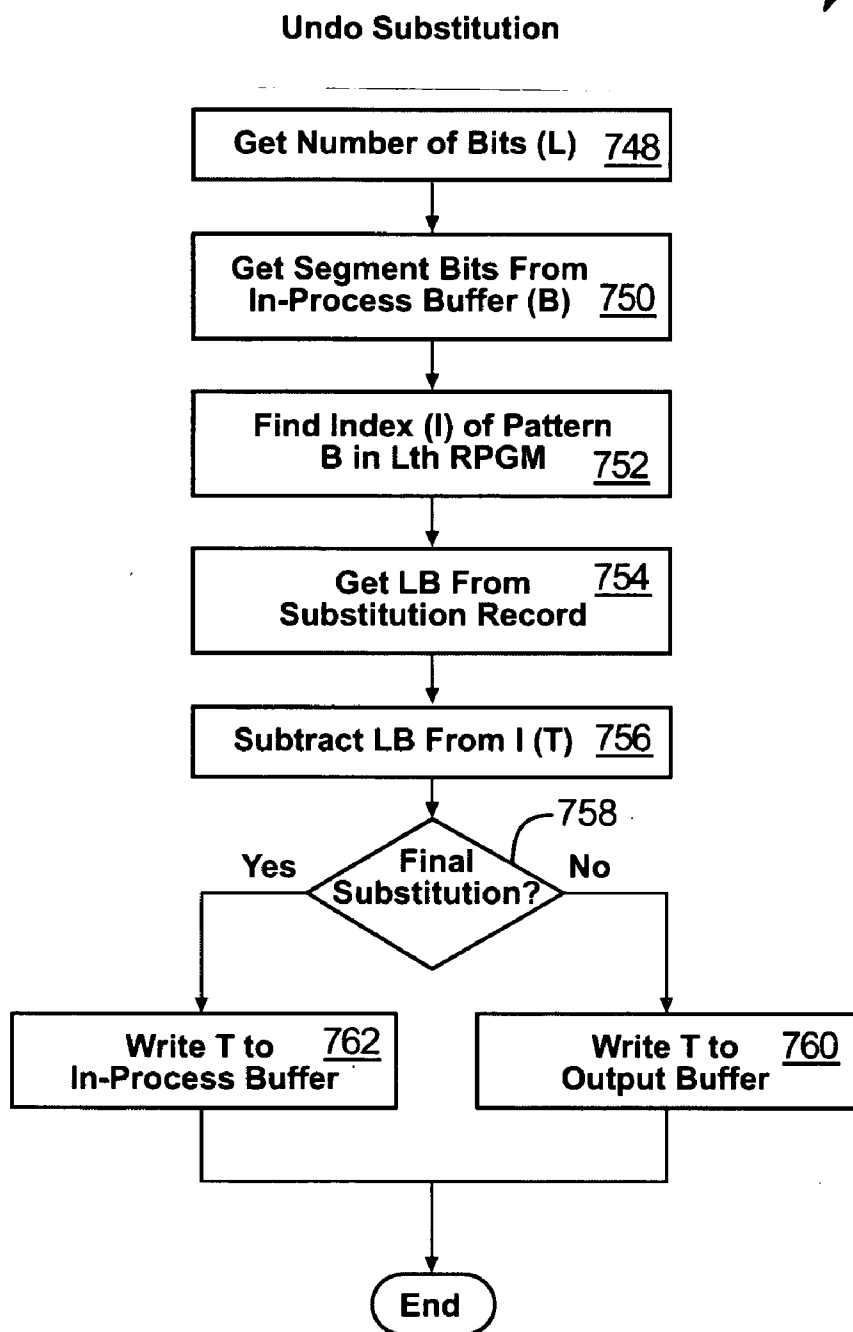 Undo Substitution
Get Number of Bits (L) 748
Get Segment Bits From
In-Process Buffer (B) 750
Find Index (I) of Pattern
B in Lth RPGM 752
Get LB From 754
Substitution Record
Subtract LB From I (T) 756
758
Yes Final No
Substitution?
Write T to 762
In-Process Buffer
Write T to 760
Output Buffer
End